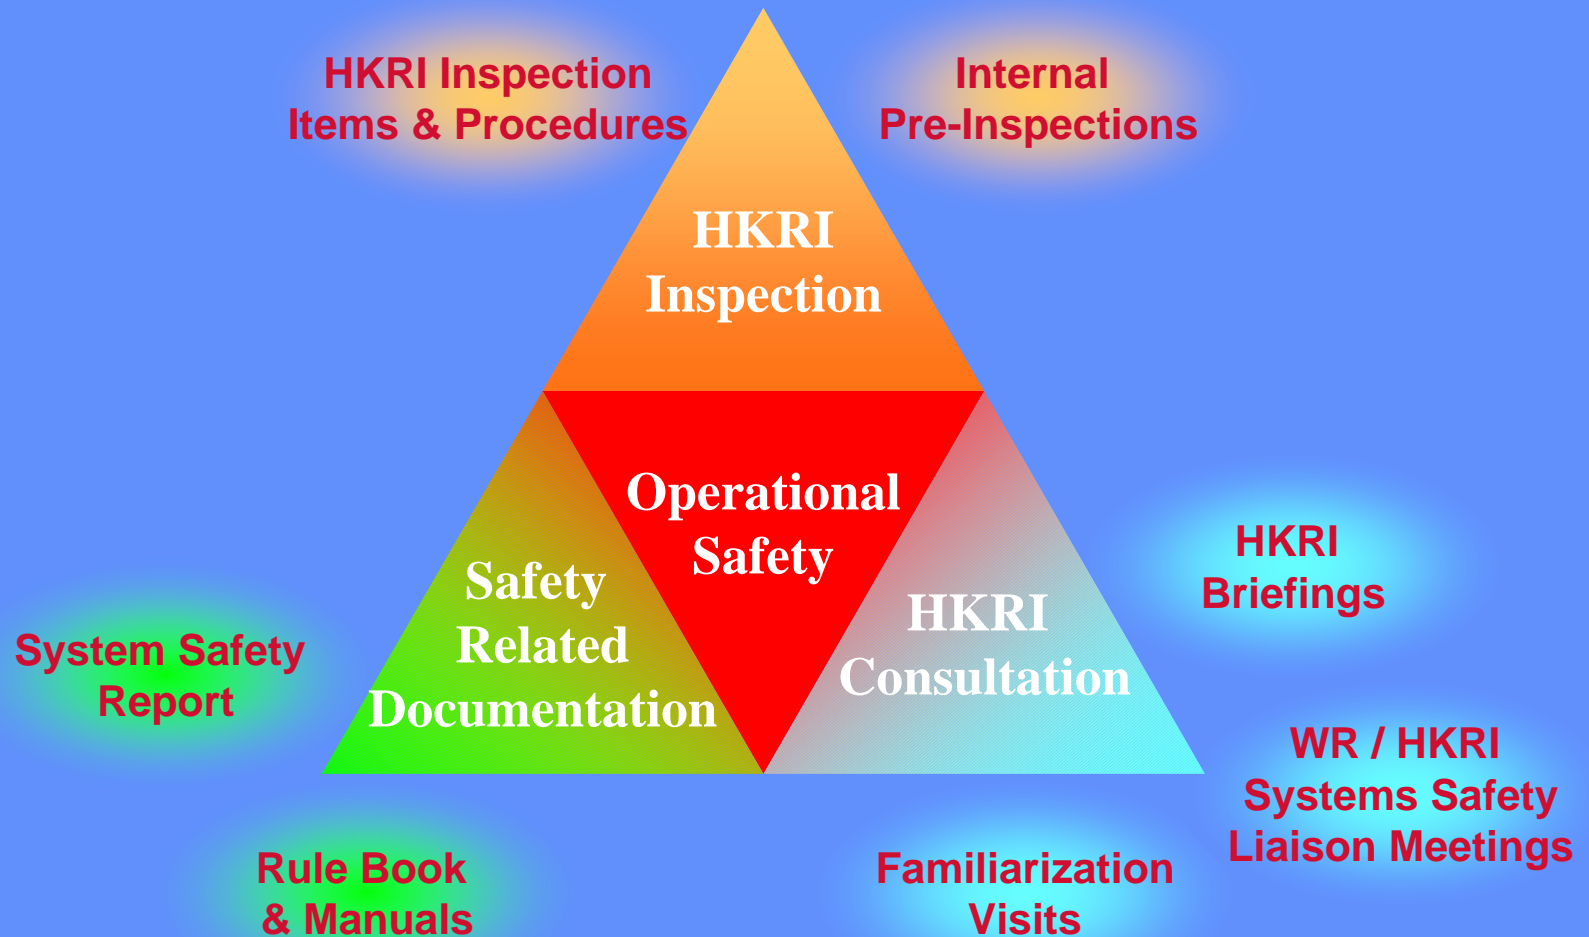 HKRI Inspection
Items & Procedures
Internal
Pre-Inspections
HKRI
Inspection
Operational
Safety
Safety
Related
Documentation
HKRI
Consultation
HKRI
Briefings
System Safety
Report
WR / HKRI
Systems Safety
Liaison Meetings
Rule Book
& Manuals
Familiarization
Visits